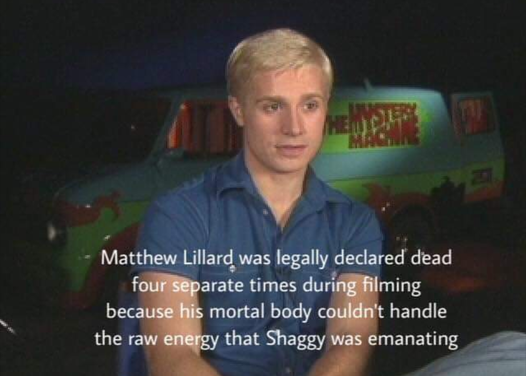 THE MYSTERY
MACHINE
Matthew Lillard was legally declared dead
four separate times during filming
because his mortal body couldn't handle
the raw energy that Shaggy was emanating